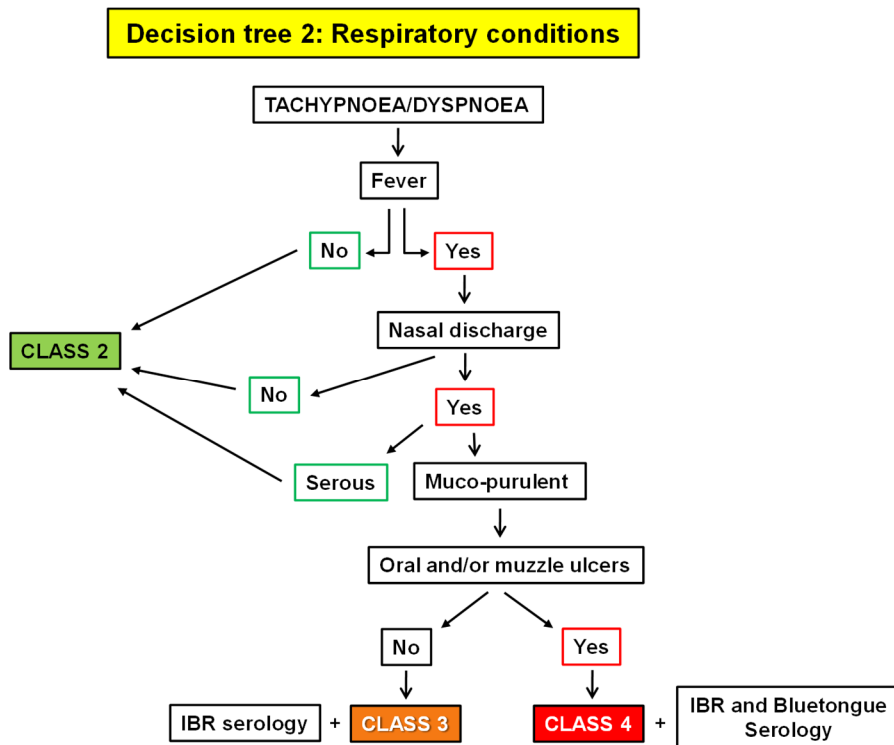 Decision tree 2: Respiratory conditions
TACHYPNOEA/DYSPNOEA
Fever
No
Yes
Nasal discharge
CLASS 2
No
Yes
Serous
Muco-purulent
Oral and/or muzzle ulcers
No
Yes
IBR serology + CLASS 3
CLASS 4 + IBR and Bluetongue
Serology